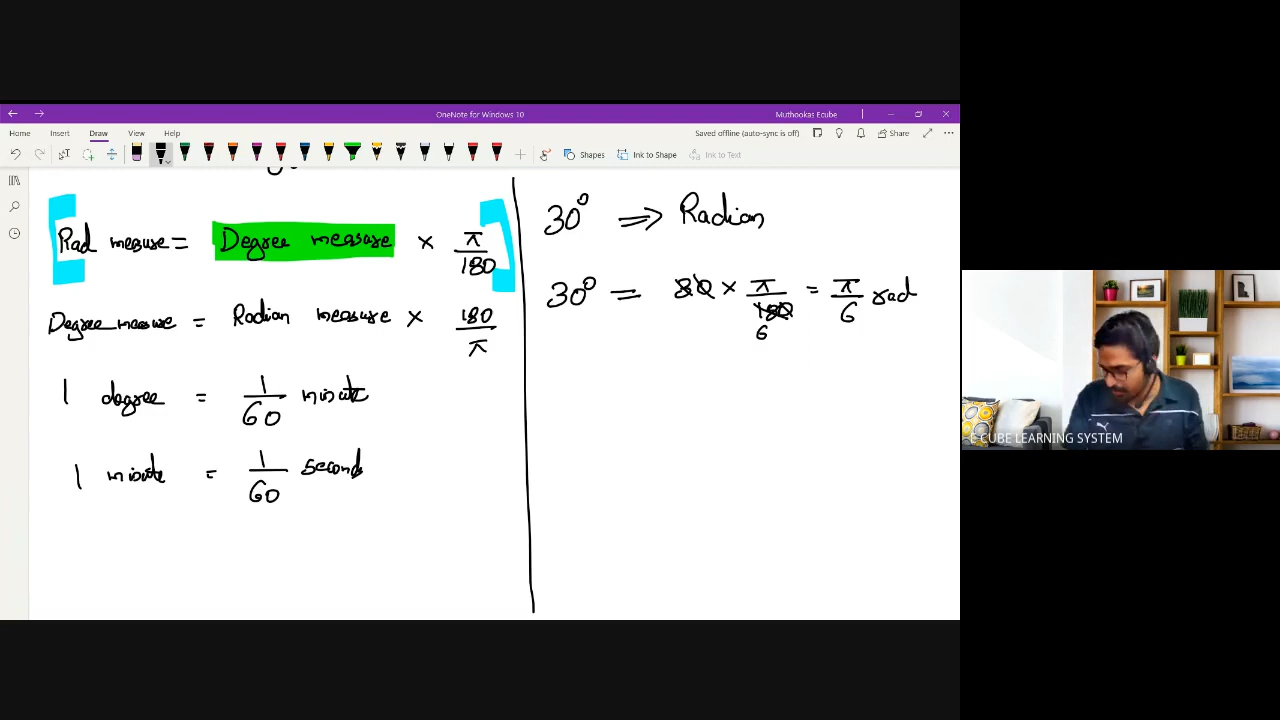 OneNote for Windows 10
Muthookas Ecube
Home Insert Draw View Help
Saved offline (auto-sync is off)
Share
Shapes
Ink to Shape
Ink to Text
Rad measure = Degree measure × π/180
Degree measure = Radian measure × 180/π
1 degree = 1/60 minute
1 minute = 1/60 second
30° ⇒ Radian
30° = 30 × π/180 = π/6 rad
6
E CUBE LEARNING SYSTEM